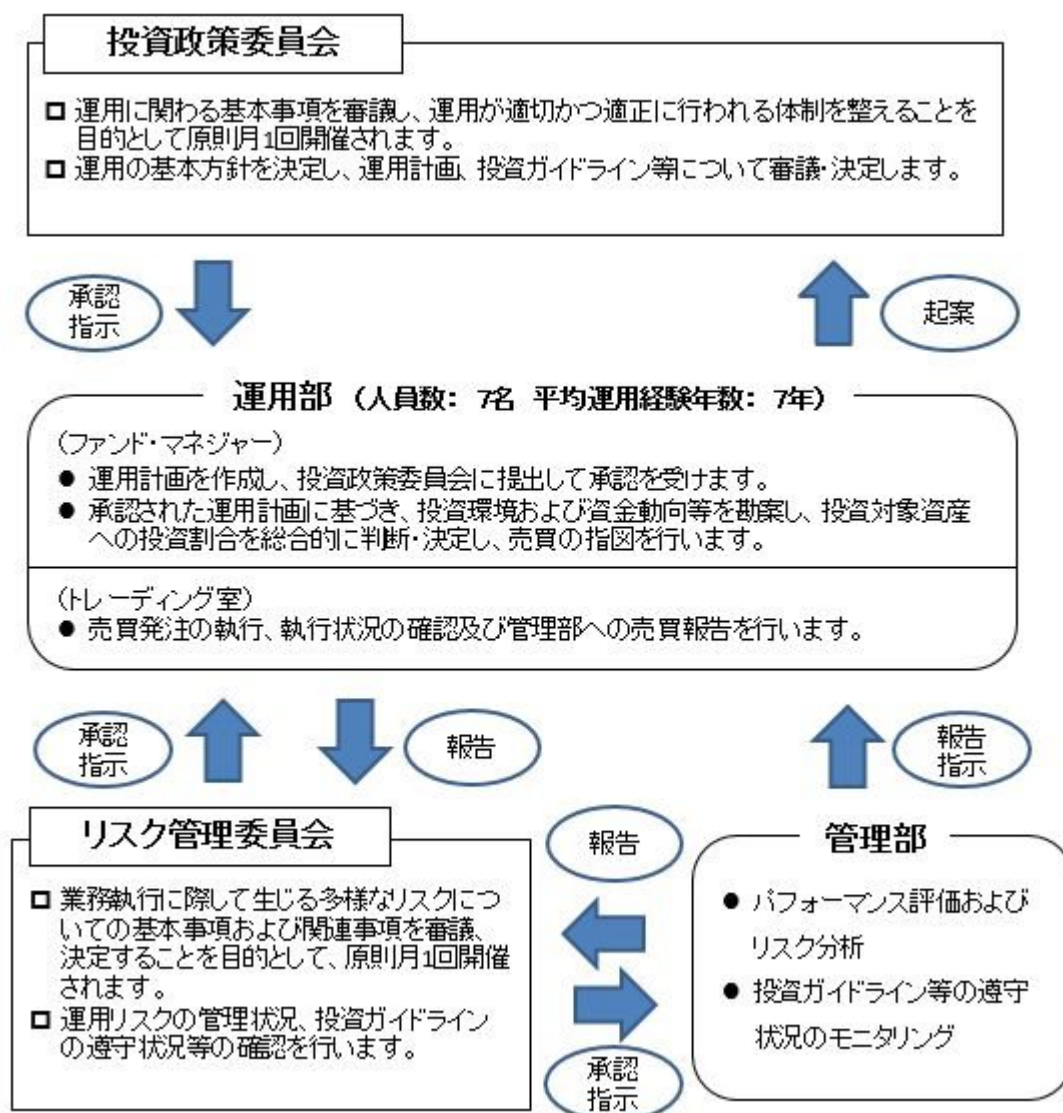 投資政策委員会
運用に関わる基本事項を審議し、運用が適切かつ適正に行われる体制を整えることを
目的として原則月1回開催されます。
運用の基本方針を決定し、運用計画、投資ガイドライン等について審議・決定します。
承認
指示
起案
運用部 （人員数： 7名 平均運用経験年数： 7年）
（ファンド・マネジャー）
● 運用計画を作成し、投資政策委員会に提出して承認を受けます。
● 承認された運用計画に基づき、投資環境および資金動向等を勘案し、投資対象資産
への投資割合を総合的に判断・決定し、売買の指図を行います。
（トレーディング室）
● 売買発注の執行、執行状況の確認及び管理部への売買報告を行います。
承認
指示
報告
報告
指示
リスク管理委員会
業務執行に際して生じる多様なリスクにつ
いての基本事項および関連事項を審議、
決定することを目的として、原則月1回開催
されます。
運用リスクの管理状況、投資ガイドライン
の遵守状況等の確認を行います。
報告
承認
指示
管理部
● パフォーマンス評価および
リスク分析
● 投資ガイドライン等の遵守
状況のモニタリング